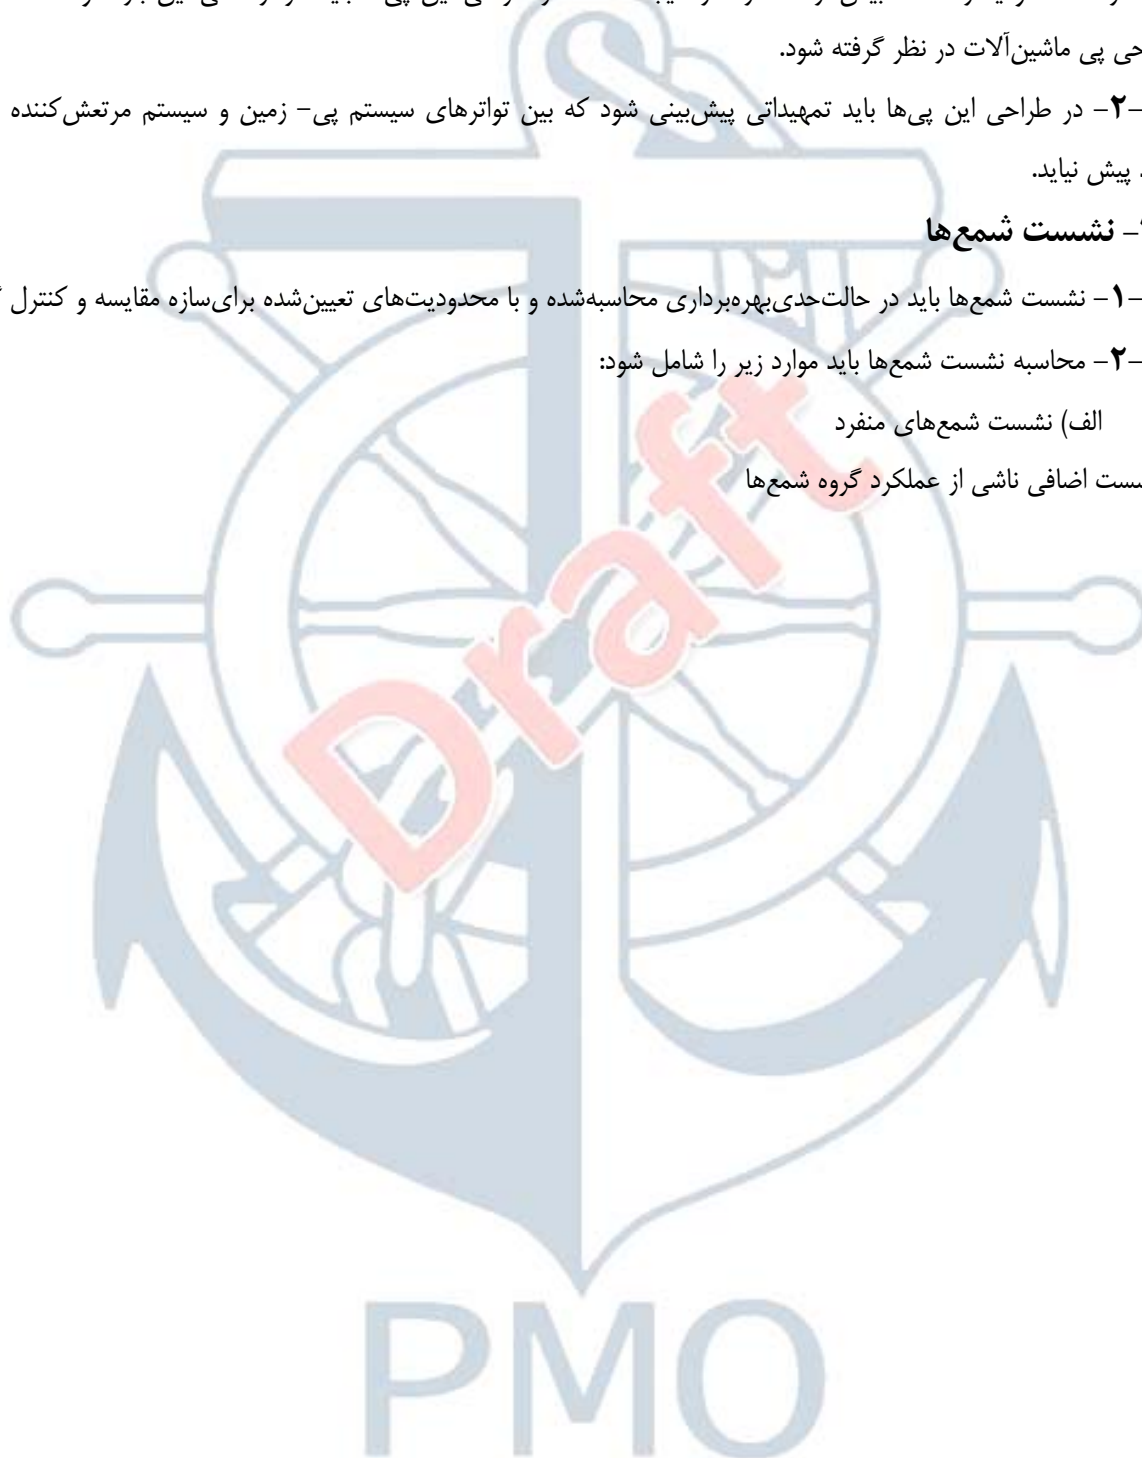 حی پی ماشین‌آلات در نظر گرفته شود.
-۲- در طراحی این پی‌ها باید تمهیداتی پیش‌بینی شود که بین تواترهای سیستم پی- زمین و سیستم مرتعش‌کننده
پیش نیاید.
- نشست شمع‌ها
-۱- نشست شمع‌ها باید در حالت‌حدی‌بهره‌برداری محاسبه‌شده و با محدودیت‌های تعیین‌شده برای‌سازه مقایسه و کنترل
-۲- محاسبه نشست شمع‌ها باید موارد زیر را شامل شود:
الف) نشست شمع‌های منفرد
سست اضافی ناشی از عملکرد گروه شمع‌ها
Draft
PMO